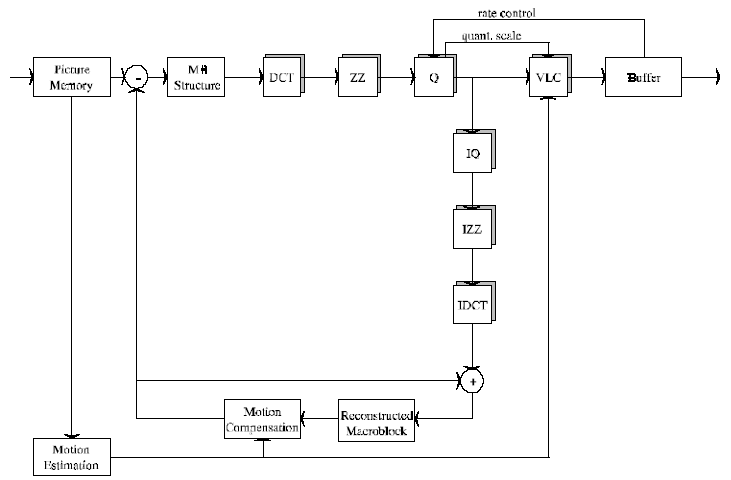 rate control
quant. scale
Picture
Memory
-
MB
Structure
DCT
ZZ
Q
VLC
Buffer
IQ
IZZ
IDCT
+
Motion
Compensation
Reconstructed
Macroblock
Motion
Estimation